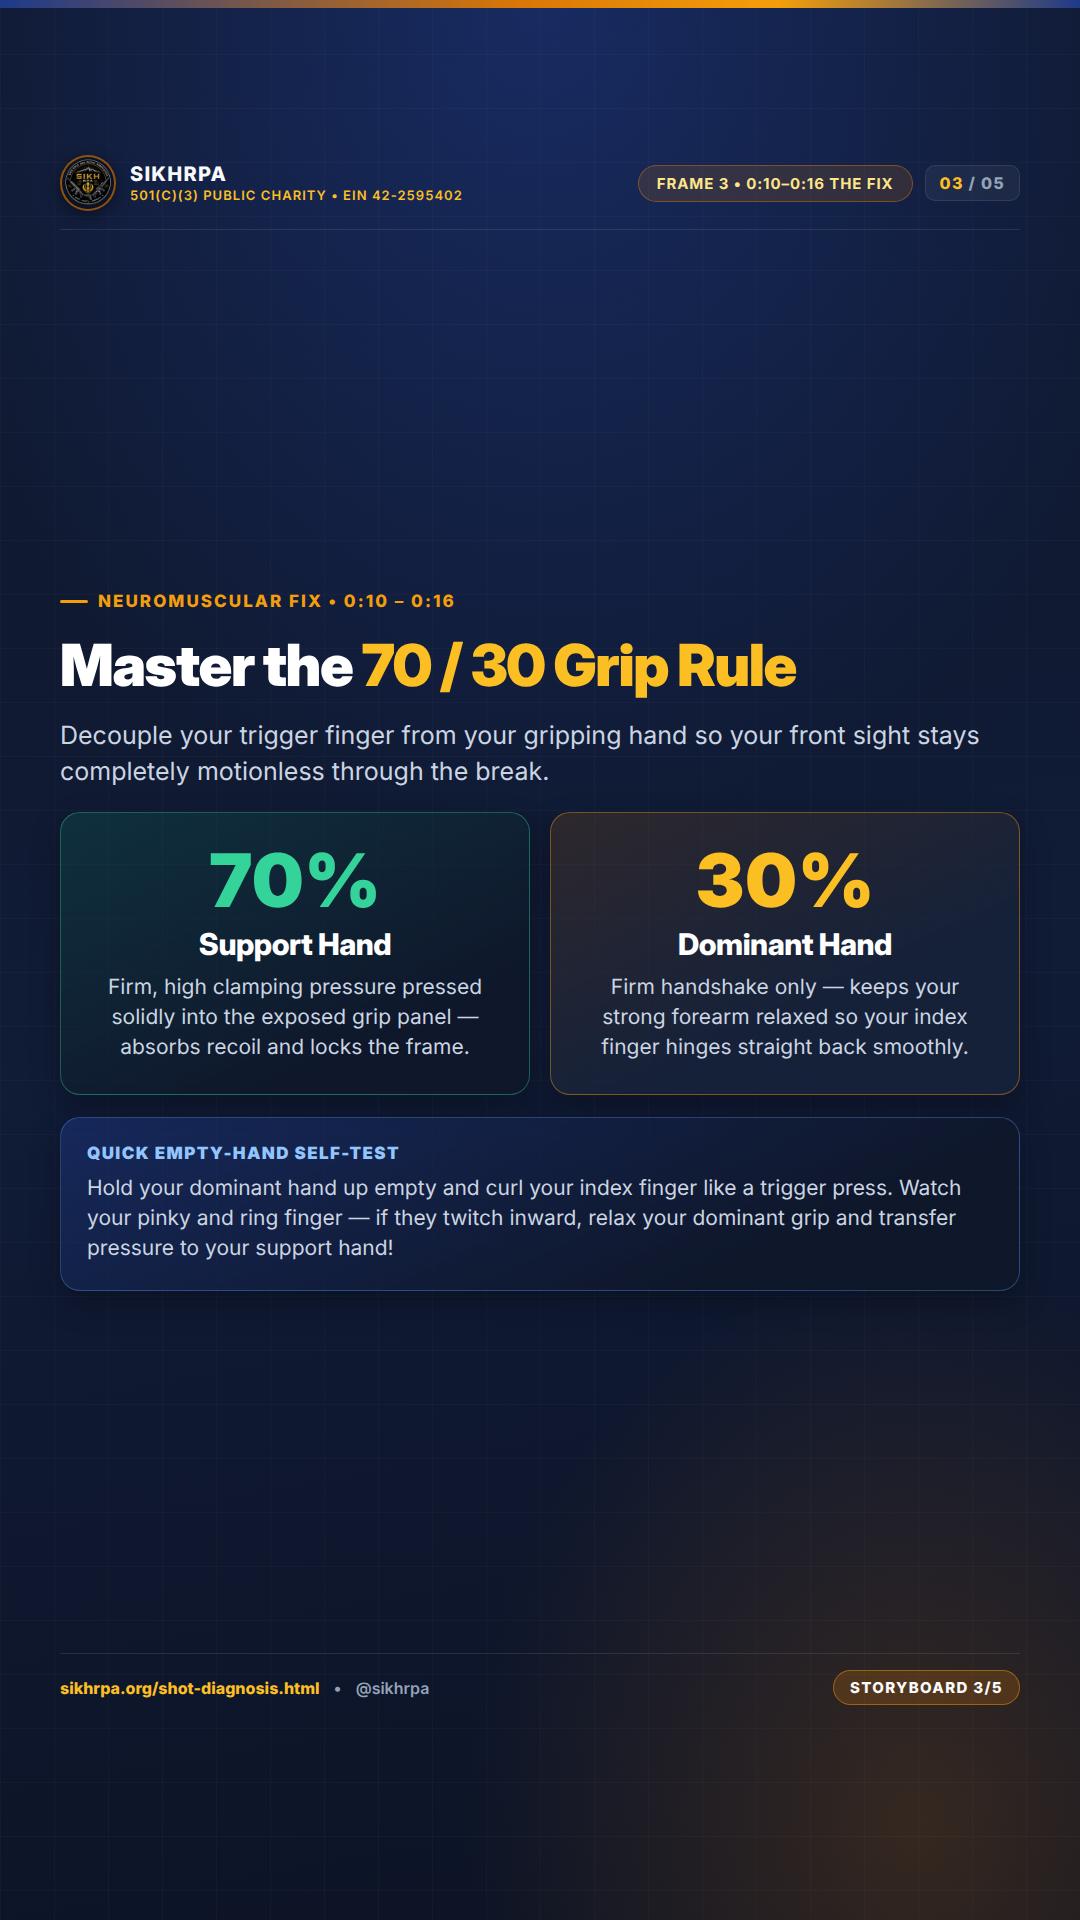 SIKH
SIKHRPA
501(C)(3) PUBLIC CHARITY • EIN 42-2595402
FRAME 3 • 0:10–0:16 THE FIX
03 / 05
NEUROMUSCULAR FIX • 0:10 – 0:16
Master the 70 / 30 Grip Rule
Decouple your trigger finger from your gripping hand so your front sight stays
completely motionless through the break.
70%
Support Hand
Firm, high clamping pressure pressed
solidly into the exposed grip panel —
absorbs recoil and locks the frame.
30%
Dominant Hand
Firm handshake only — keeps your
strong forearm relaxed so your index
finger hinges straight back smoothly.
QUICK EMPTY-HAND SELF-TEST
Hold your dominant hand up empty and curl your index finger like a trigger press. Watch
your pinky and ring finger — if they twitch inward, relax your dominant grip and transfer
pressure to your support hand!
sikhrpa.org/shot-diagnosis.html • @sikhrpa
STORYBOARD 3/5